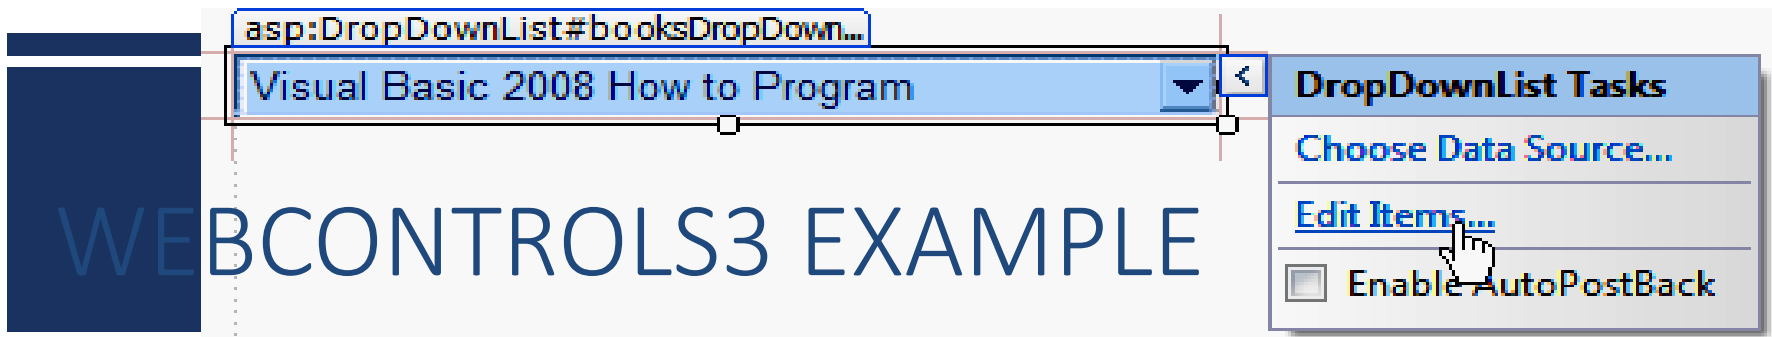 asp:DropDownList#booksDropDown...
Visual Basic 2008 How to Program
<
DropDownList Tasks
Choose Data Source...
Edit Items...
Enable AutoPostBack
WEBCONTROLS3 EXAMPLE